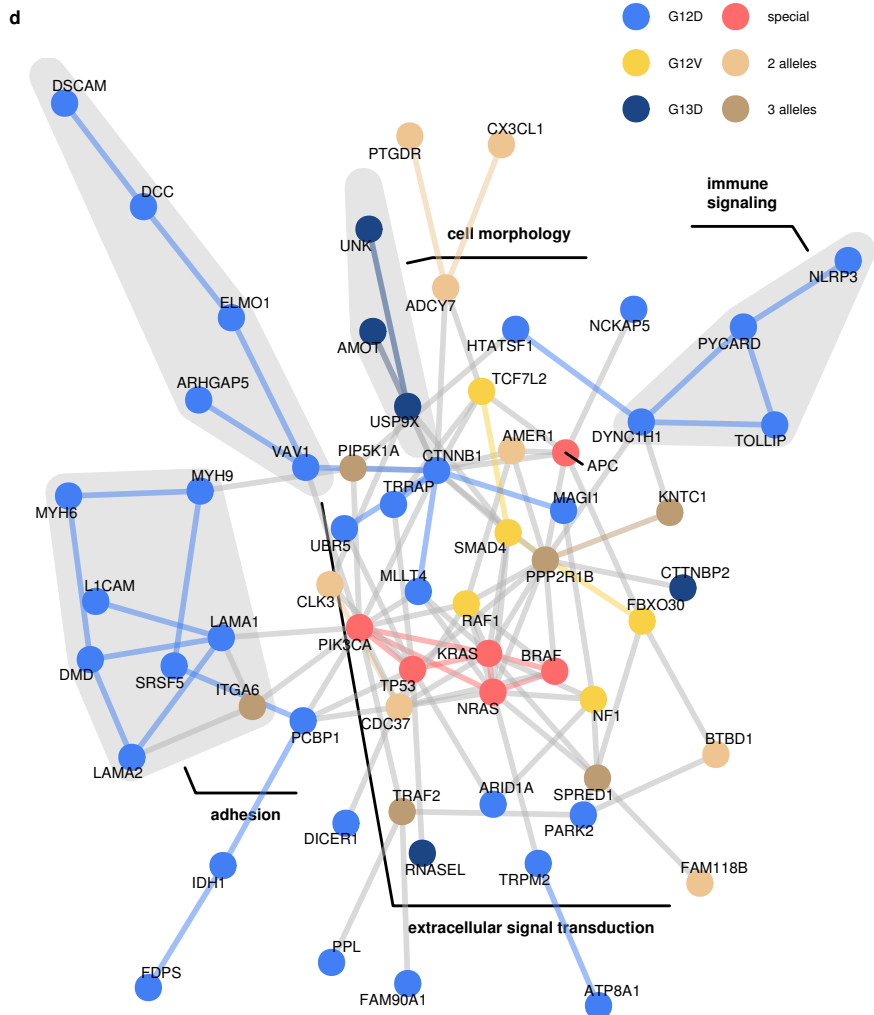 d
G12D
special
G12V
2 alleles
G13D
3 alleles
DSCAM
PTGDR
CX3CL1
DCC
immune
signaling
cell morphology
UNK
NLRP3
ELMO1
ADCY7
NCKAP5
HTATSF1
PYCARD
AMOT
ARHGAP5
TCF7L2
USP9X
AMER1
DYNC1H1
TOLLIP
VAV1
PIP5K1A
CTNNB1
APC
MYH9
TRRAP
MAGI1
KNTC1
MYH6
UBR5
SMAD4
L1CAM
MLLT4
PPP2R1B
CTTNBP2
CLK3
FBXO30
LAMA1
RAF1
PIK3CA
KRAS
BRAF
DMD
SRSF5
ITGA6
TP53
NRAS
CDC37
NF1
PCBP1
BTBD1
LAMA2
ARID1A
SPRED1
TRAF2
adhesion
DICER1
PARK2
RNASEL
FAM118B
IDH1
TRPM2
extracellular signal transduction
PPL
FDPS
FAM90A1
ATP8A1